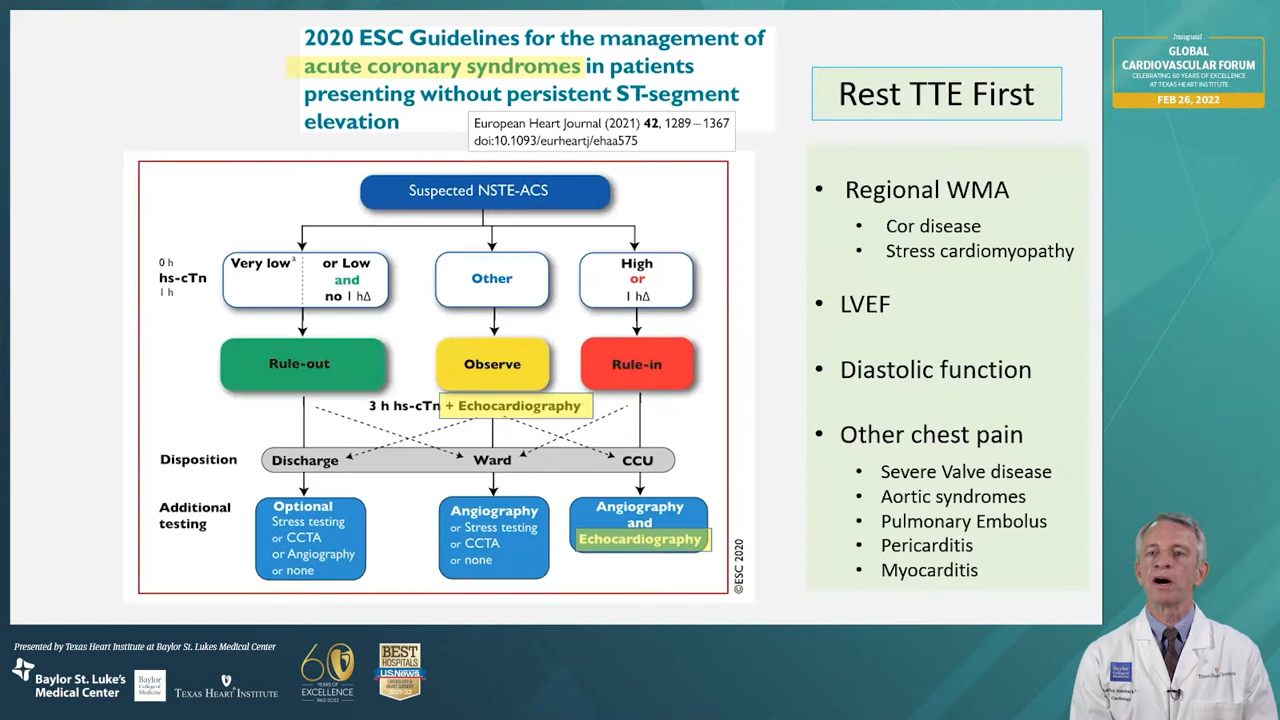 2020 ESC Guidelines for the management of
acute coronary syndromes in patients
presenting without persistent ST-segment
elevation
European Heart Journal (2021) 42, 1289–1367
doi:10.1093/eurheartj/ehaa575
Suspected NSTE-ACS
0 h
hs-cTn
1 h
Very low a
or Low
and
no 1 hΔ
Other
High
or
1 hΔ
Rule-out
Observe
Rule-in
3 h hs-cTn + Echocardiography
Disposition
Discharge
Ward
CCU
Additional
testing
Optional
Stress testing
or CCTA
or Angiography
or none
Angiography
or Stress testing
or CCTA
or none
Angiography
and
Echocardiography
©ESC 2020
Rest TTE First
• Regional WMA
• Cor disease
• Stress cardiomyopathy
• LVEF
• Diastolic function
• Other chest pain
• Severe Valve disease
• Aortic syndromes
• Pulmonary Embolus
• Pericarditis
• Myocarditis
Inaugural
GLOBAL
CARDIOVASCULAR FORUM
CELEBRATING 60 YEARS OF EXCELLENCE
AT TEXAS HEART INSTITUTE
FEB 26, 2022
Presented by Texas Heart Institute at Baylor St. Lukes Medical Center
Baylor St. Luke's
Medical Center
Baylor
College of
Medicine
TEXAS HEART INSTITUTE
60
YEARS OF
EXCELLENCE
1962-2022
BEST
HOSPITALS
U.S. News